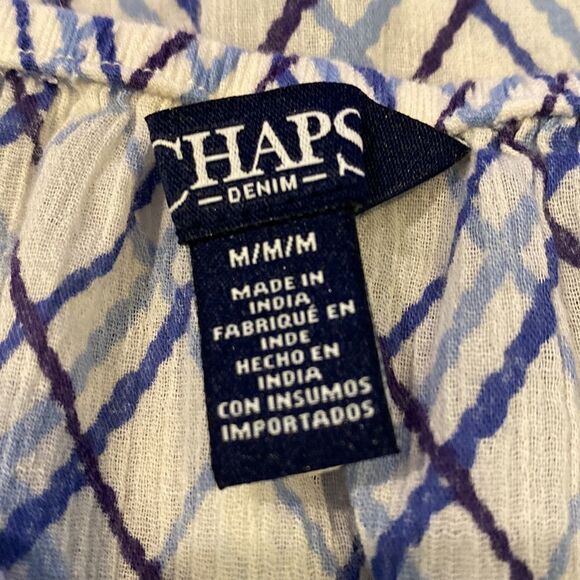 CHAPS
DENIM
M/M/M
MADE IN
INDIA
FABRIQUÉ EN
INDE
HECHO EN
INDIA
CON INSUMOS
IMPORTADOS